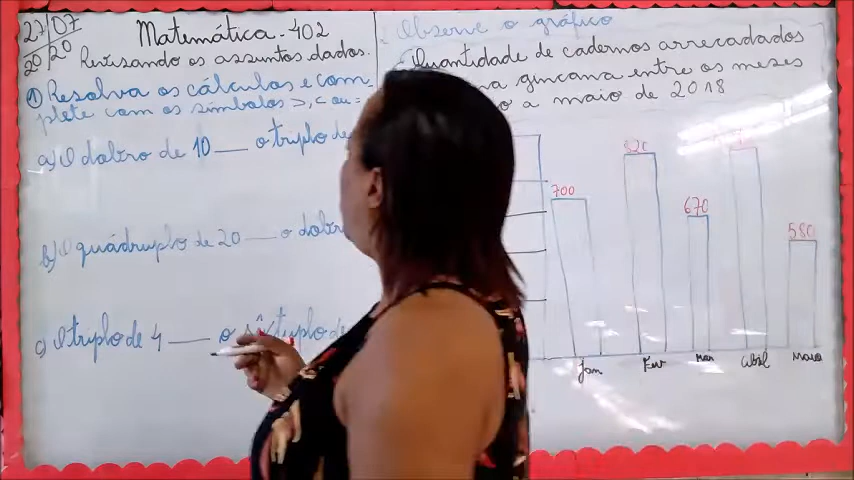 27/07
20 20
Matemática. 402
Revisando os assuntos dados.
① Resolva os cálculos e com
plete com os símbolos >, < ou =
a) O dobro de 10 ___ o triplo de
b) O quádruplo de 20 ___ o dobro
c) O triplo de 4 ___ o sêxtuplo de
Observe o gráfico
Quantidade de cadernos arrecadados
na gincana entre os meses
o a maio de 2018
700
670
580
Jan
Fev
Mar
Abril
Maio